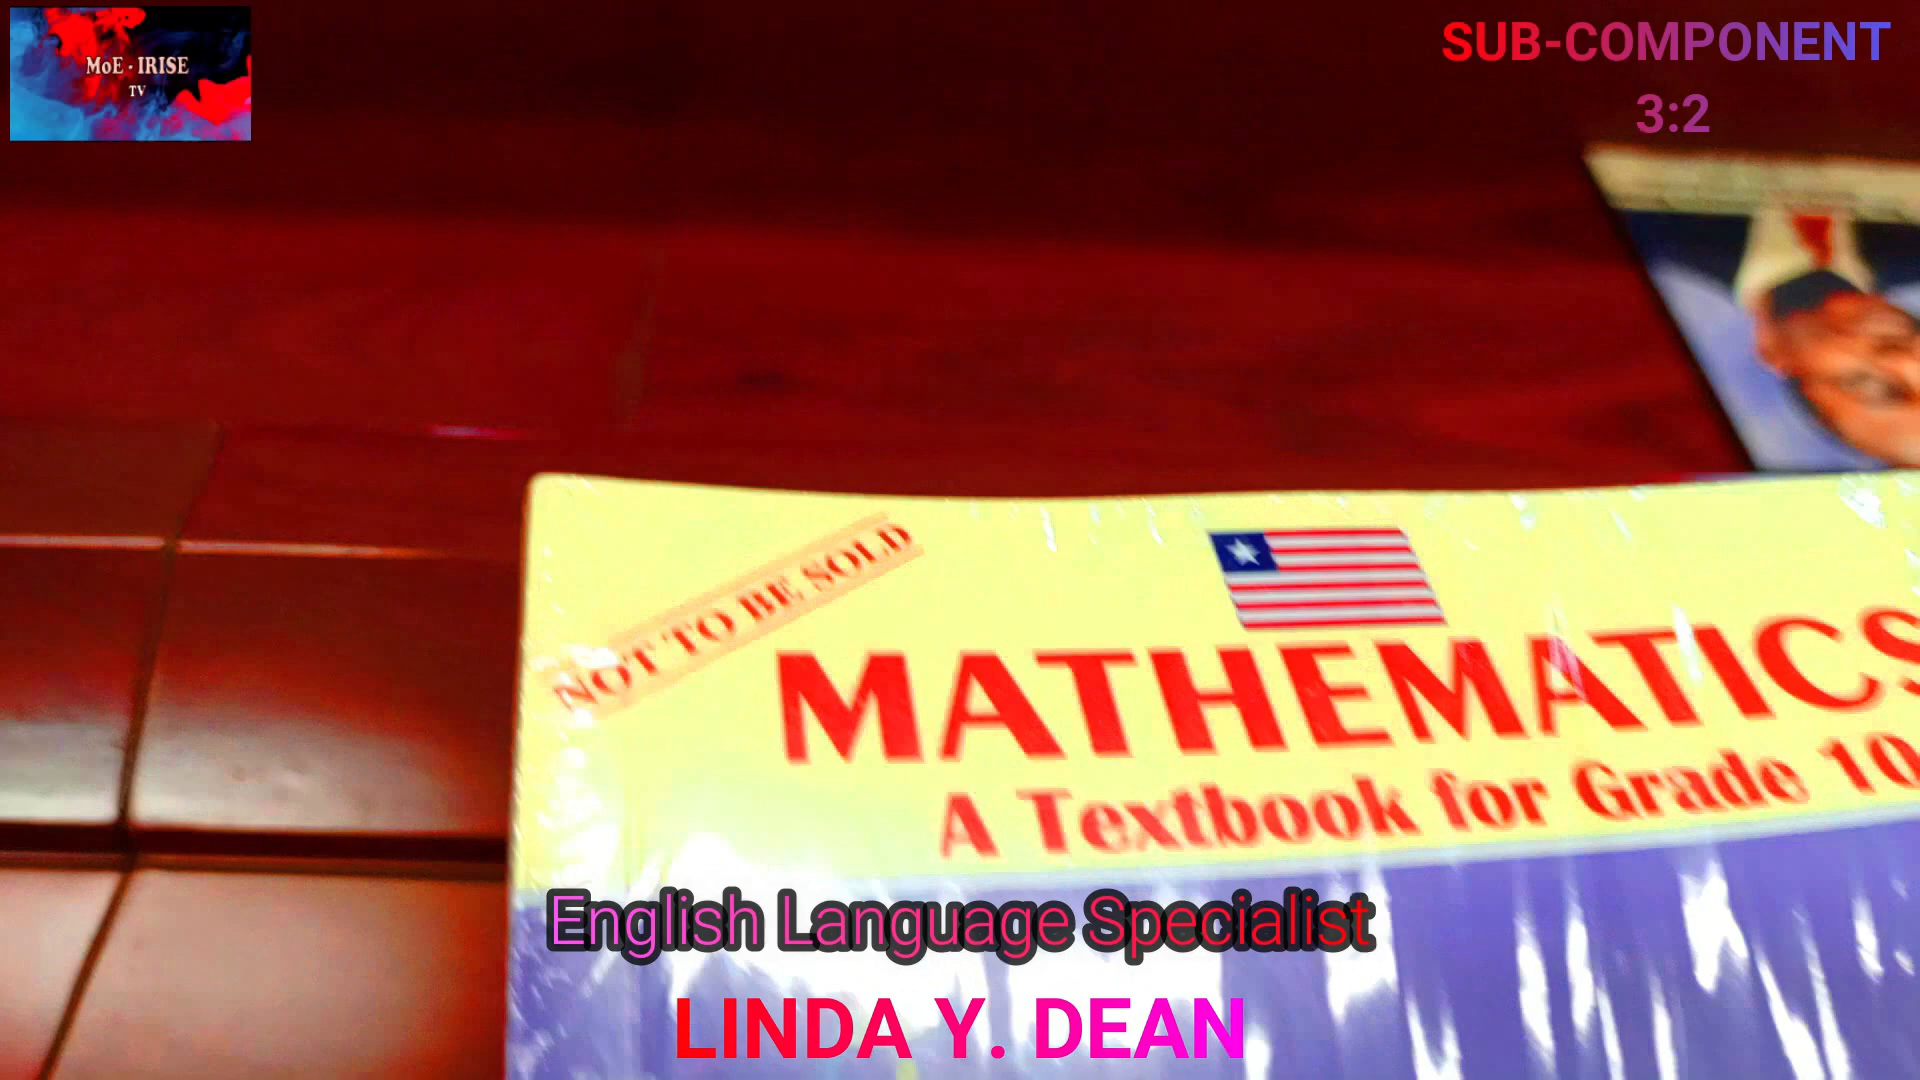 MoE - IRISE
TV
SUB-COMPONENT
3:2
NOT TO BE SOLD
MATHEMATICS
A Textbook for Grade 10
English Language Specialist
LINDA Y. DEAN